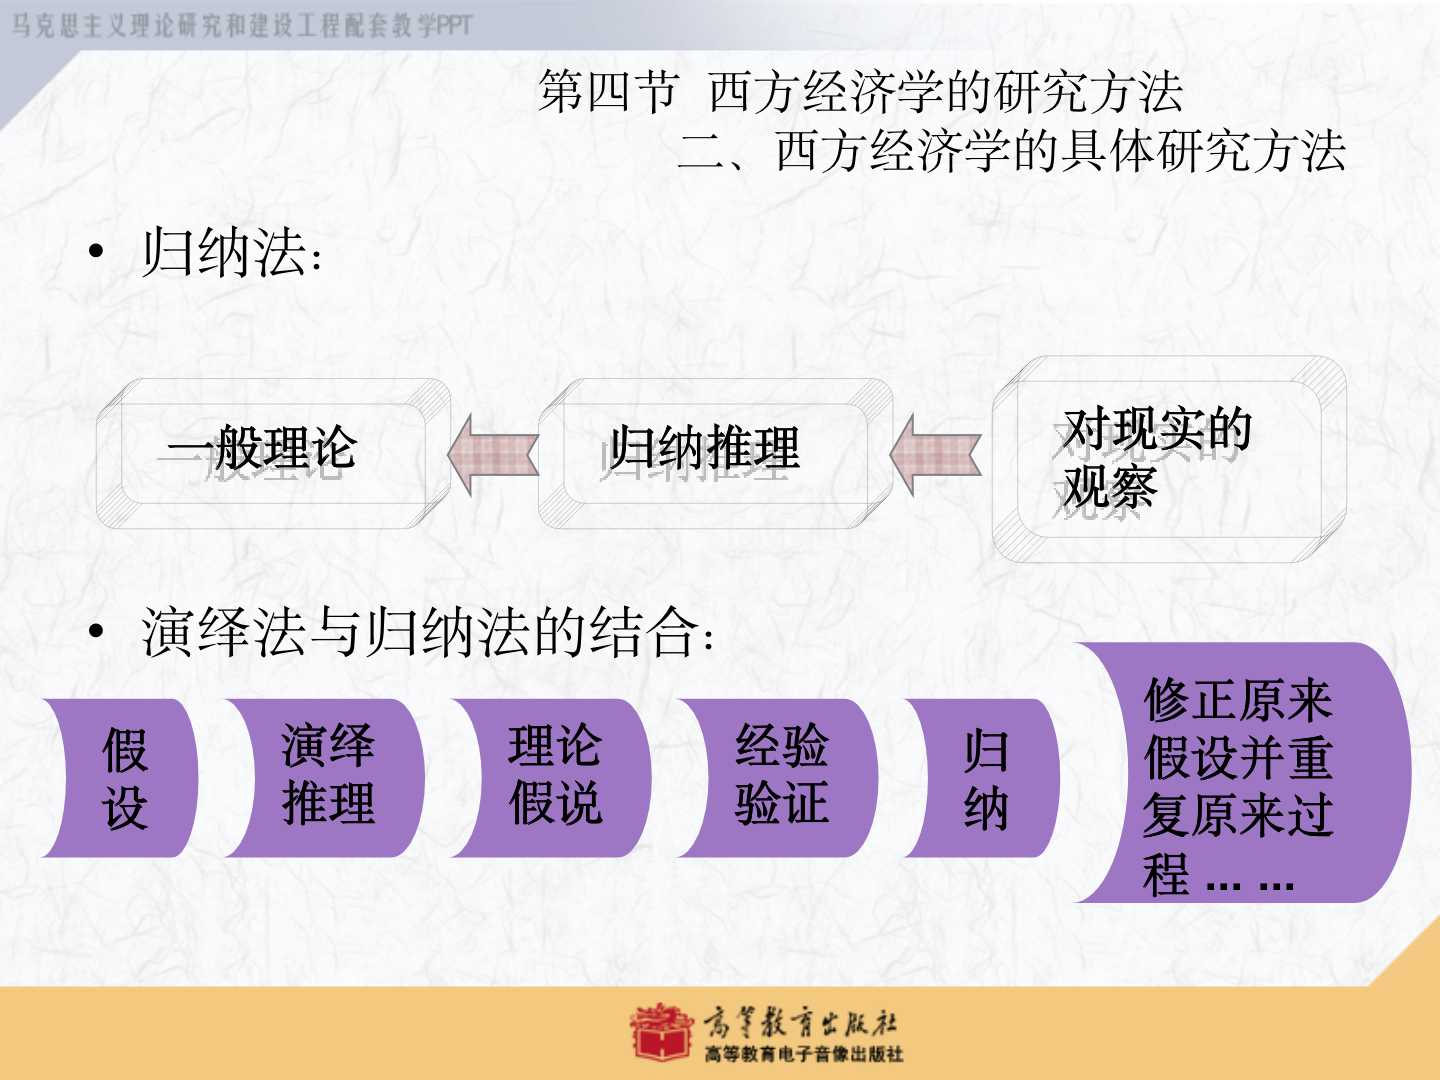 马克思主义理论研究和建设工程配套教学PPT
第四节 西方经济学的研究方法
二、西方经济学的具体研究方法
• 归纳法：
一般理论
归纳推理
对现实的
观察
• 演绎法与归纳法的结合：
假
设
演绎
推理
理论
假说
经验
验证
归
纳
修正原来
假设并重
复原来过
程 ... ...
高等教育出版社
高等教育电子音像出版社